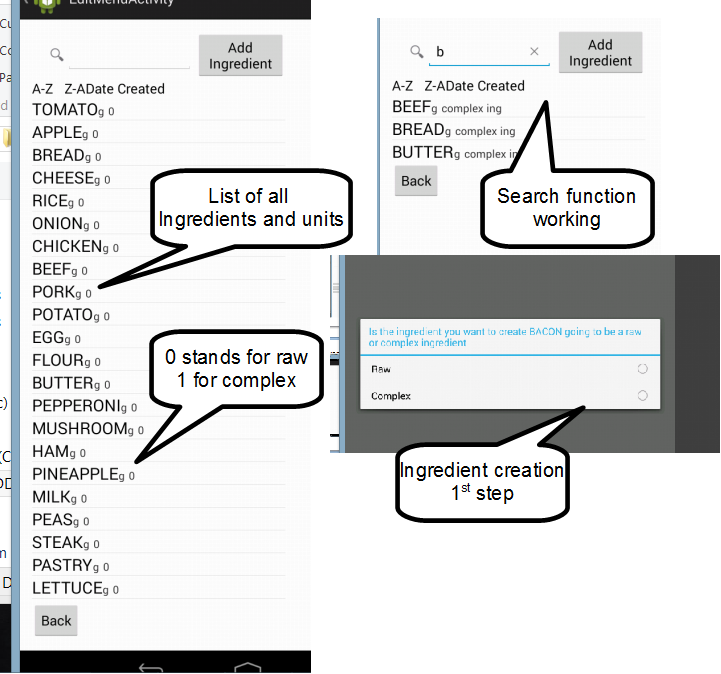 EditMenuActivity
Add
Ingredient
A-Z Z-ADate Created
TOMATOg 0
APPLEg 0
BREADg 0
CHEESEg 0
RICEg 0
ONIONg 0
CHICKENg 0
BEEFg 0
PORKg 0
POTATOg 0
EGGg 0
FLOURg 0
BUTTERg 0
PEPPERONIg 0
MUSHROOMg 0
HAMg 0
PINEAPPLEg 0
MILKg 0
PEASg 0
STEAKg 0
PASTRYg 0
LETTUCEg 0
Back
List of all
Ingredients and units
0 stands for raw
1 for complex
b
Add
Ingredient
A-Z Z-ADate Created
BEEFg complex ing
BREADg complex ing
BUTTERg complex in
Back
Search function
working
Is the ingredient you want to create BACON going to be a raw
or complex ingredient
Raw
Complex
Ingredient creation
1st step